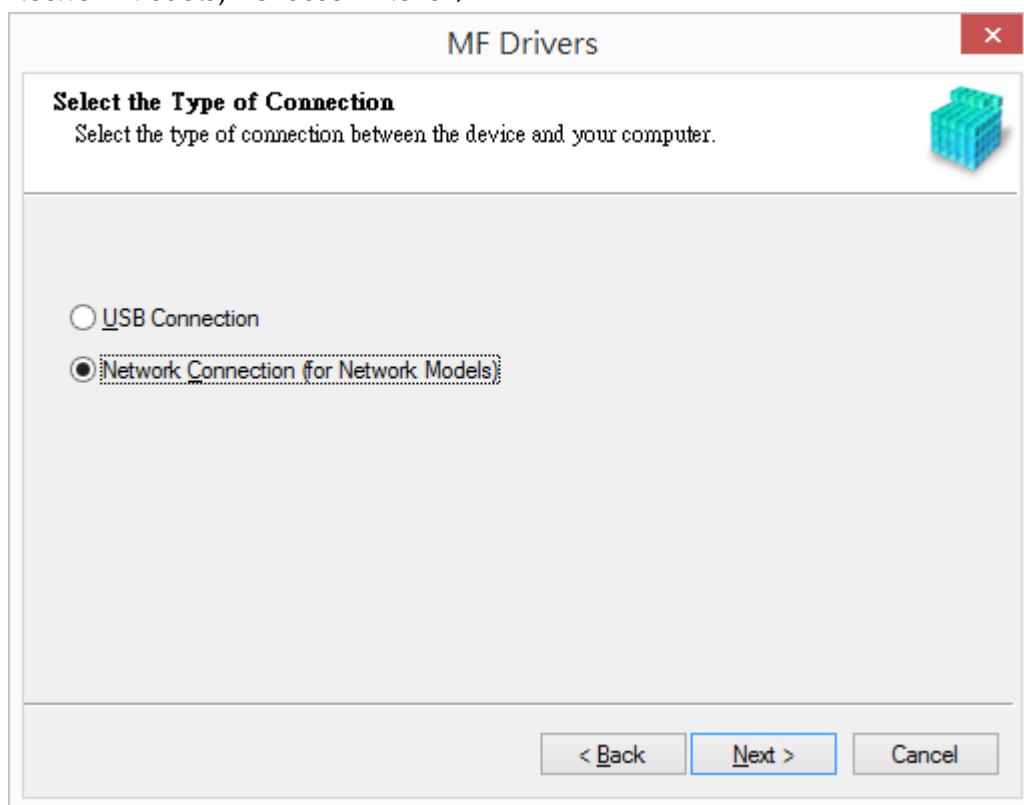 MF Drivers
Select the Type of Connection
Select the type of connection between the device and your computer.
USB Connection
Network Connection (for Network Models)
< Back
Next >
Cancel